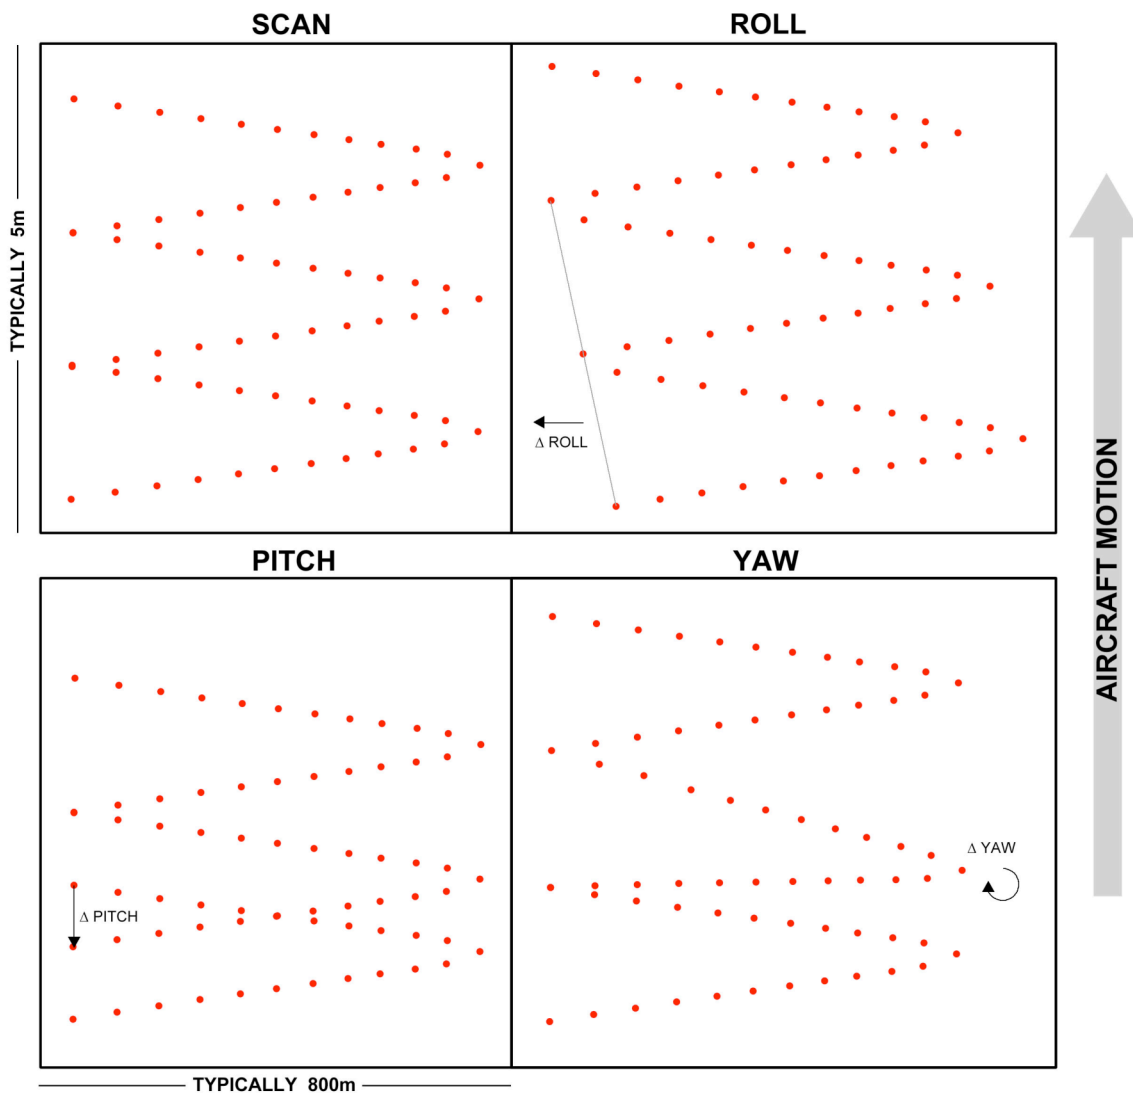 SCAN
ROLL
TYPICALLY 5m
Δ ROLL
AIRCRAFT MOTION
PITCH
YAW
Δ PITCH
Δ YAW
TYPICALLY 800m